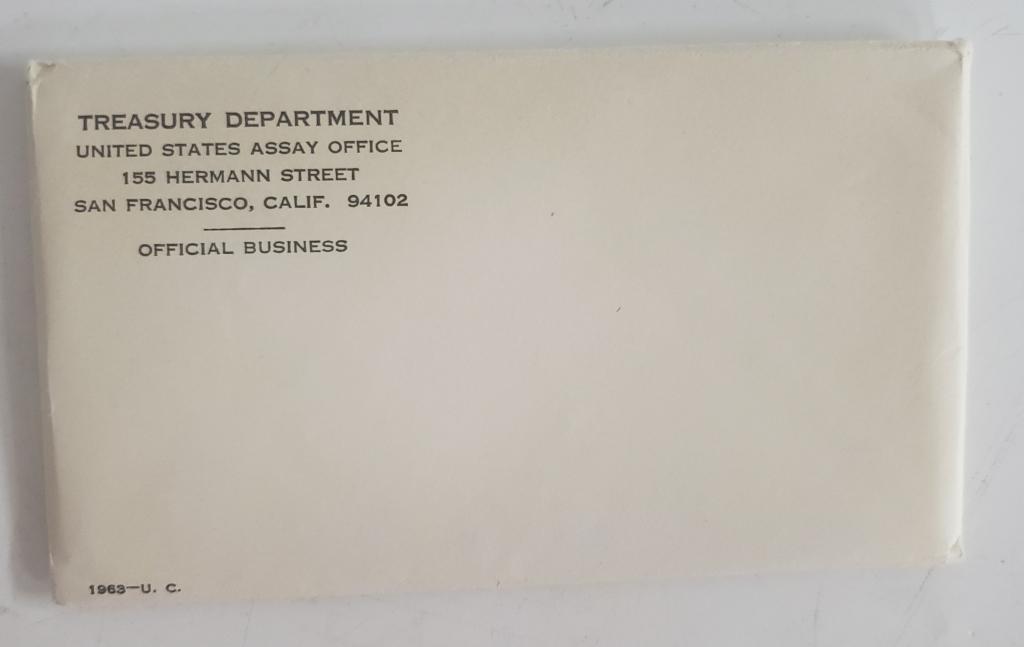 TREASURY DEPARTMENT
UNITED STATES ASSAY OFFICE
155 HERMANN STREET
SAN FRANCISCO, CALIF. 94102
OFFICIAL BUSINESS
1963—U. C.